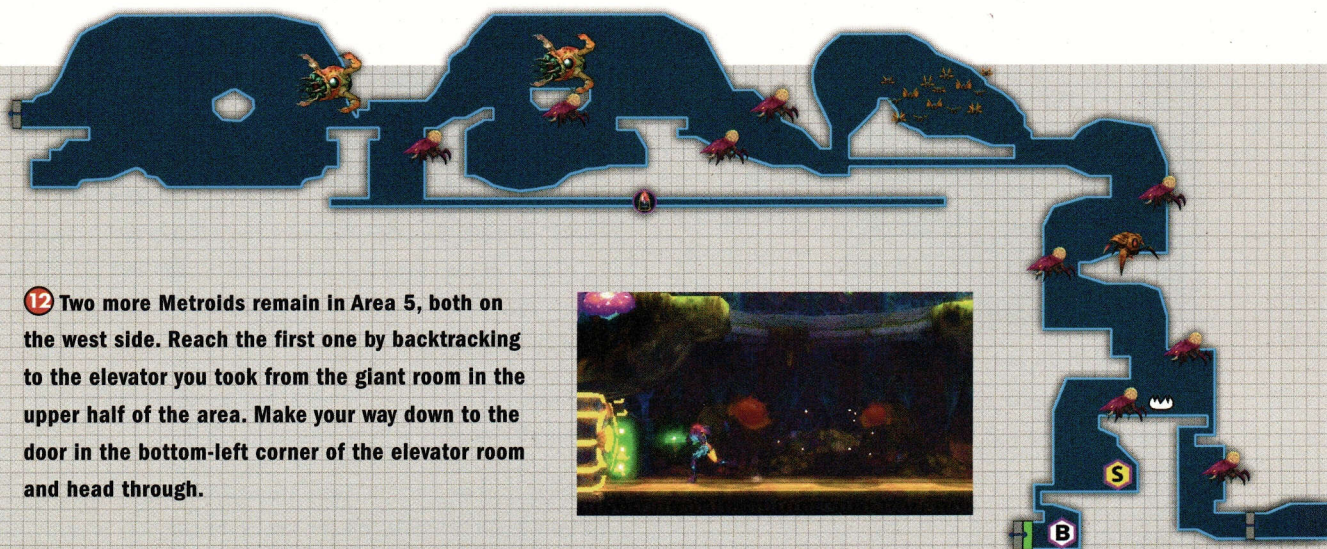 12 Two more Metroids remain in Area 5, both on
the west side. Reach the first one by backtracking
to the elevator you took from the giant room in the
upper half of the area. Make your way down to the
door in the bottom-left corner of the elevator room
and head through.
S
B